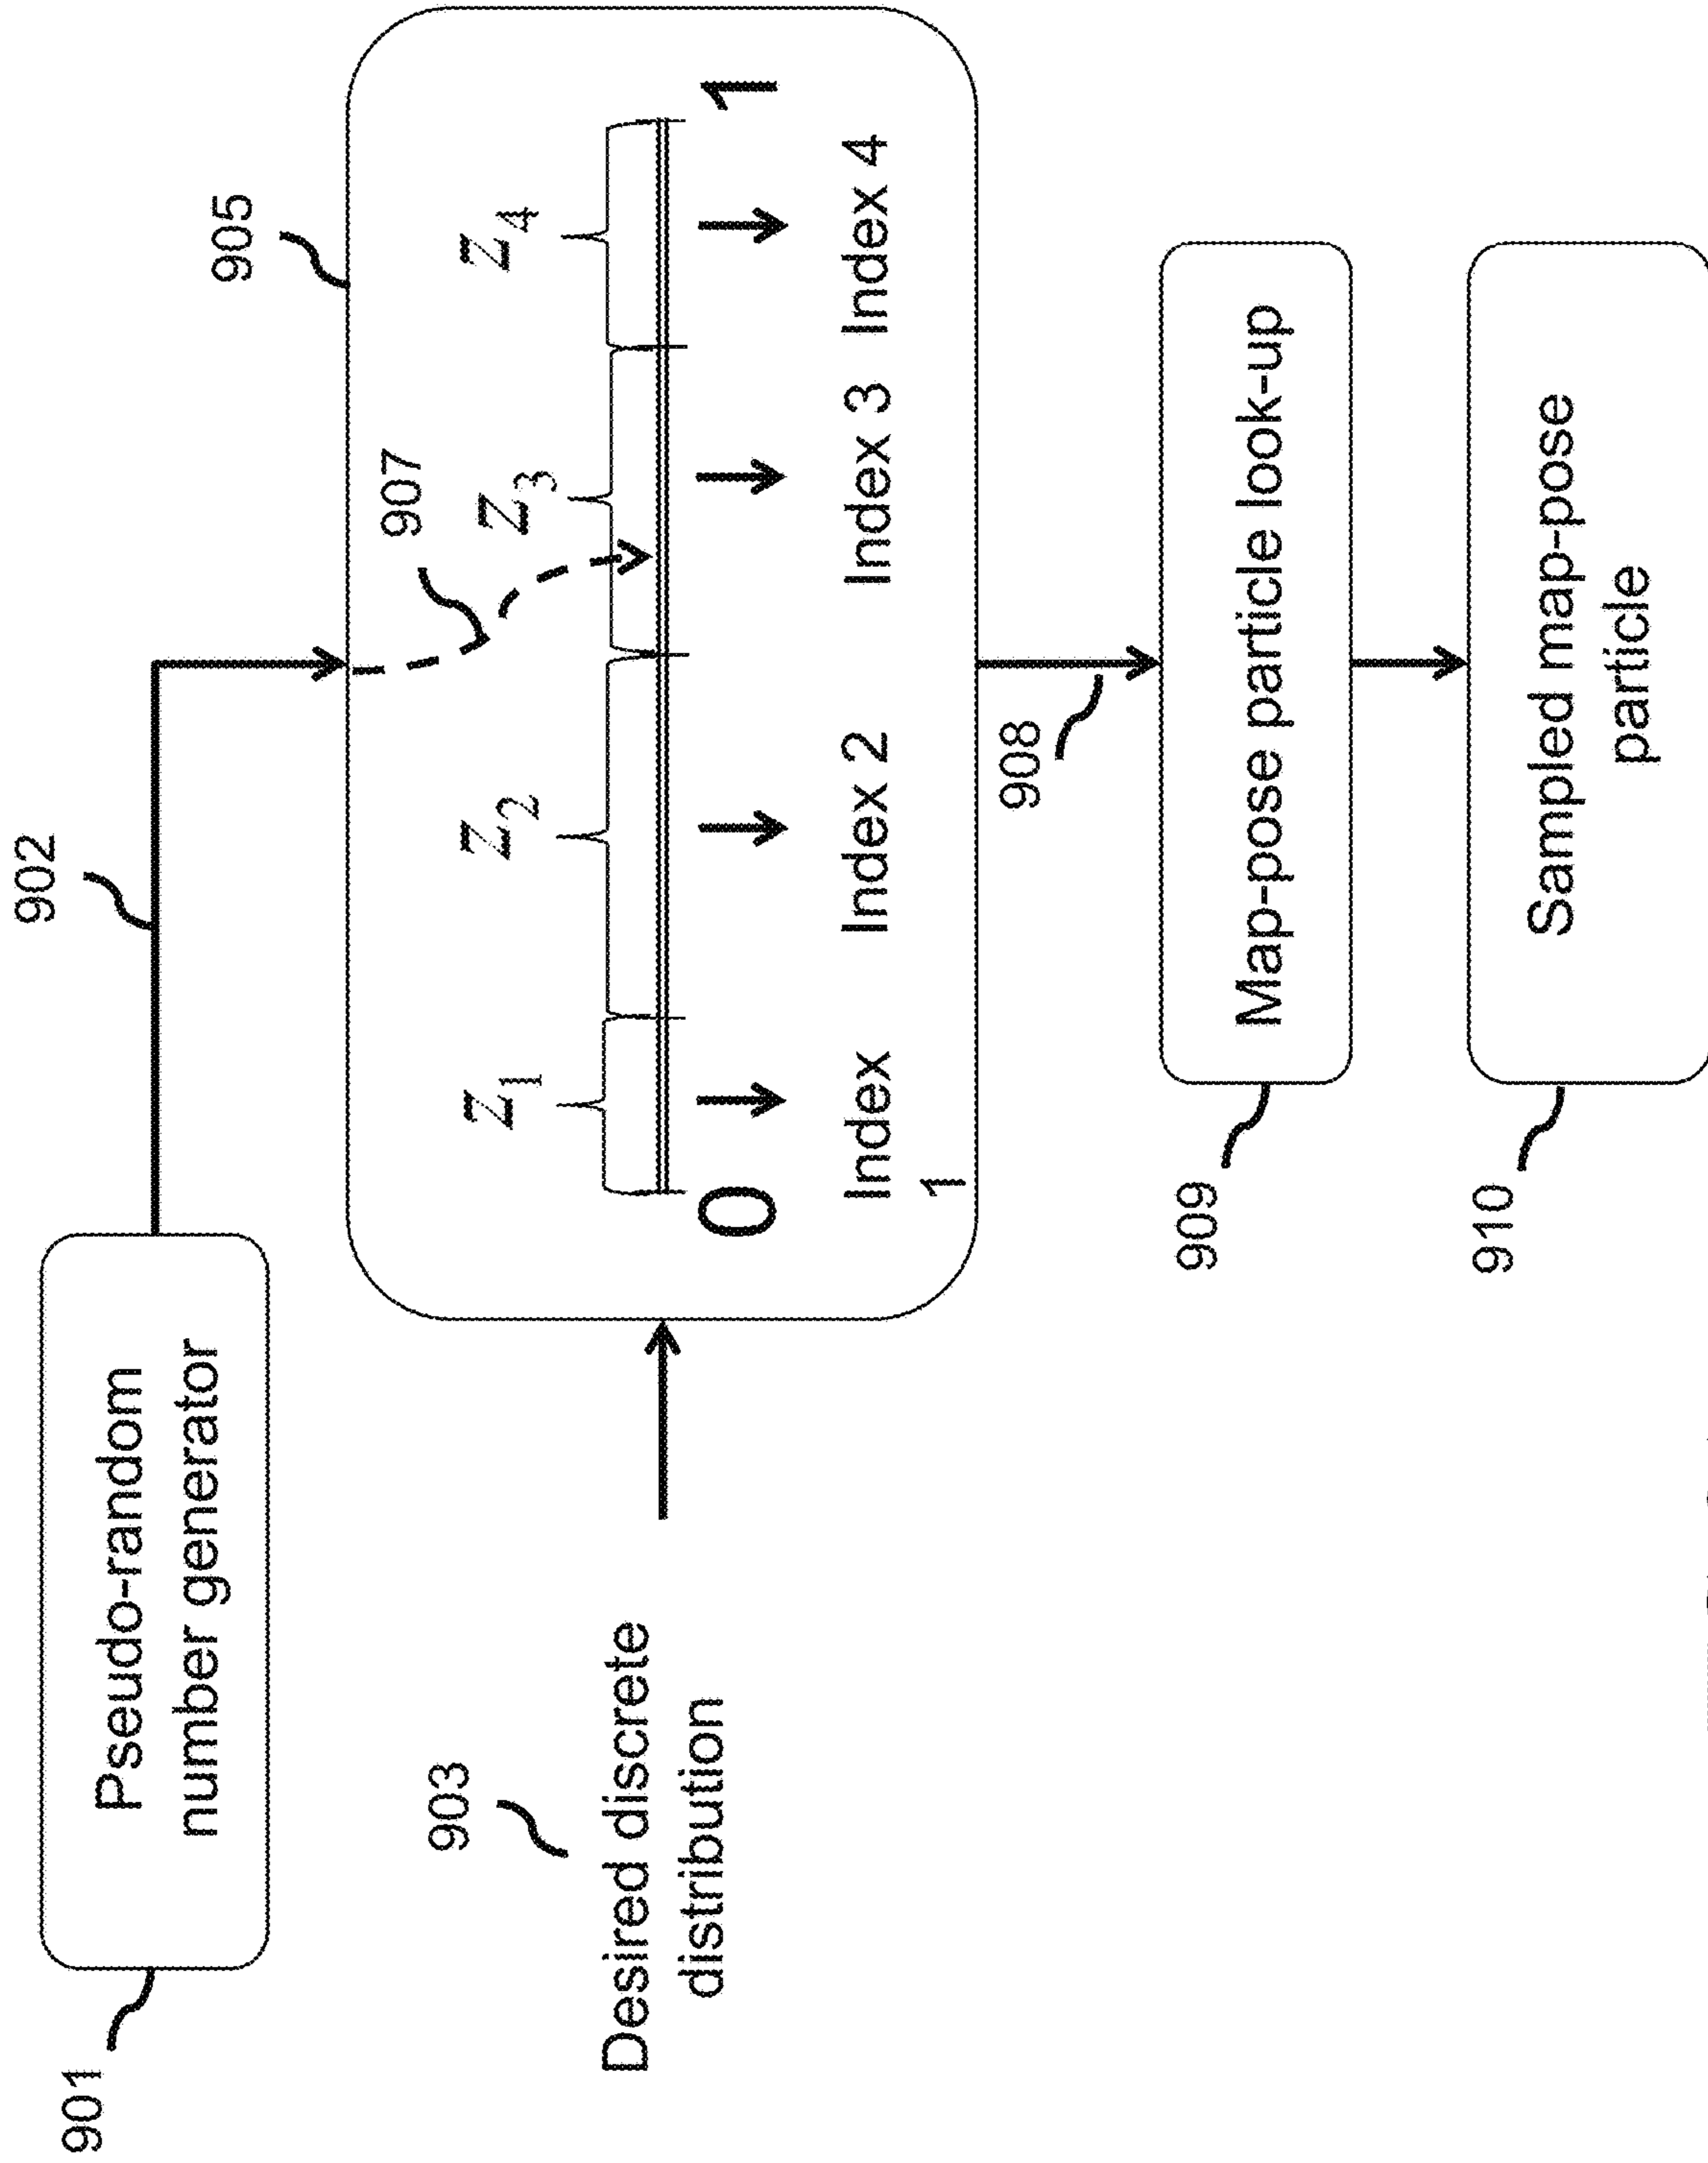 902
901
Pseudo-random
number generator
905
903
Desired discrete
distribution
907
Z1
Z2
Z3
Z4
0
1
Index
1
Index 2
Index 3
Index 4
908
909
Map-pose particle look-up
910
Sampled map-pose
particle